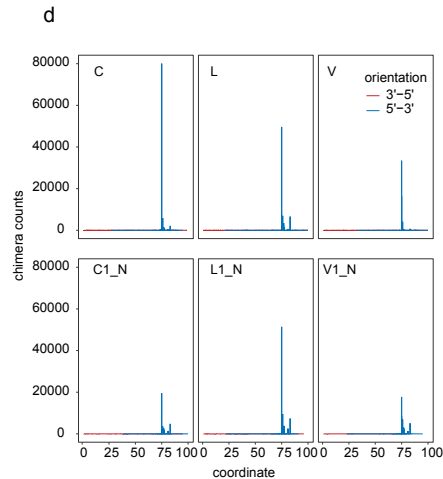 d
C
L
V
orientation
3'−5'
5'−3'
80000
60000
40000
20000
0
chimera counts
C1_N
L1_N
V1_N
80000
60000
40000
20000
0
0 25 50 75 100 0 25 50 75 100 0 25 50 75 100
coordinate